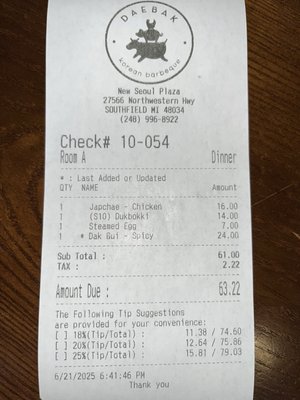 DAEBAK
korean barbeque
New Seoul Plaza
27566 Northwestern Hwy
SOUTHFIELD MI 48034
(248) 996-8922
Check# 10-054
Room A Dinner
* : Last Added or Updated
QTY NAME Amount
1 Japchae - Chicken 16.00
1 (S10) Dukbokki 14.00
1 Steamed Egg 7.00
1 * Dak Gui - Spicy 24.00
Sub Total : 61.00
TAX : 2.22
Amount Due : 63.22
The Following Tip Suggestions
are provided for your convenience:
[ ] 18%(Tip/Total) : 11.38 / 74.60
[ ] 20%(Tip/Total) : 12.64 / 75.86
[ ] 25%(Tip/Total) : 15.81 / 79.03
6/21/2025 6:41:46 PM
Thank you